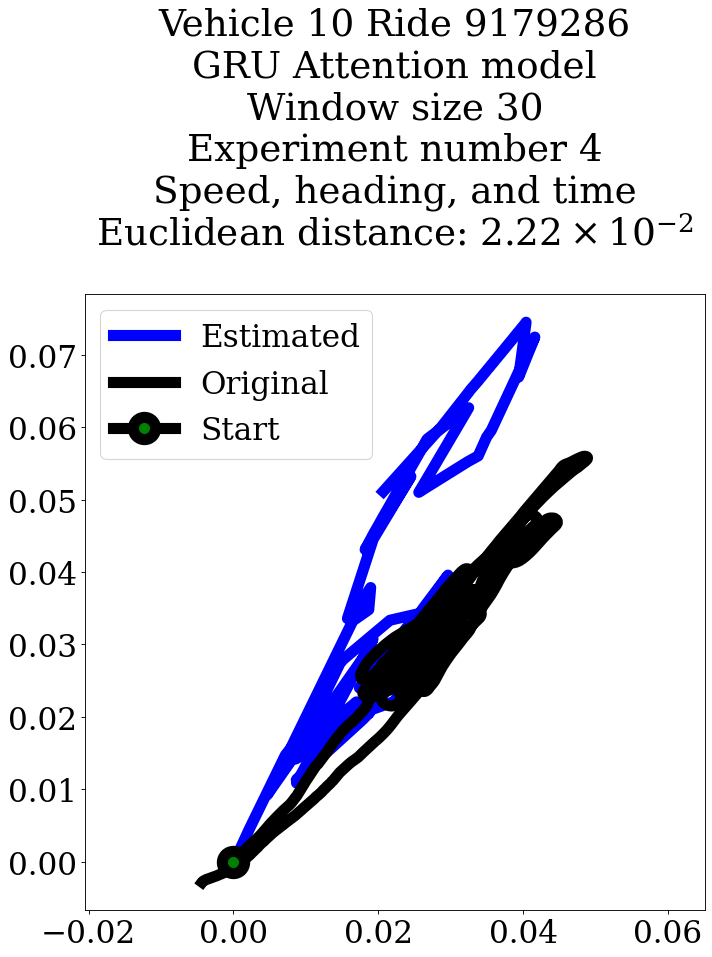 Vehicle 10 Ride 9179286
GRU Attention model
Window size 30
Experiment number 4
Speed, heading, and time
Euclidean distance: 2.22 × 10⁻²
Estimated
Original
Start
0.07
0.06
0.05
0.04
0.03
0.02
0.01
0.00
−0.02 0.00 0.02 0.04 0.06